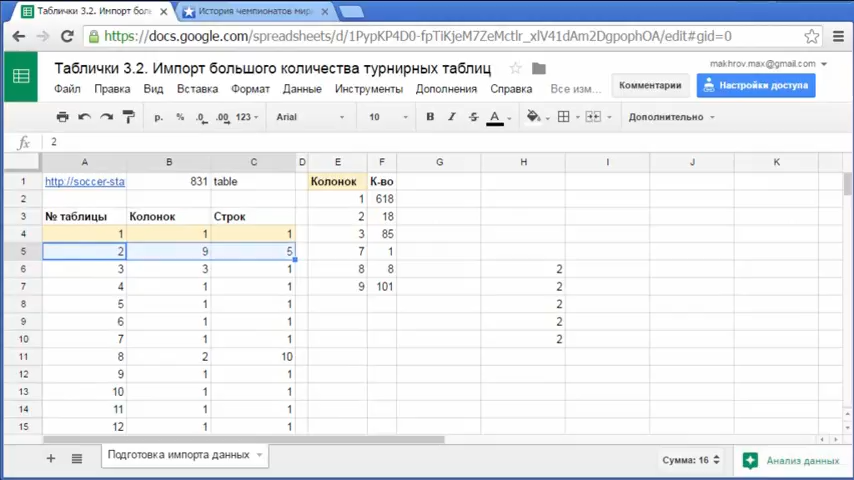 Таблички 3.2. Импорт боль
История чемпионатов мир
https://docs.google.com/spreadsheets/d/1PypKP4D0-fpTiKjeM7ZeMctlr_xlV41dAm2DgpophOA/edit#gid=0
makhrov.max@gmail.com
Таблички 3.2. Импорт большого количества турнирных таблиц
Файл Правка Вид Вставка Формат Данные Инструменты Дополнения Справка Все изм...
Комментарии Настройки доступа
р. % .0 .00 123 Arial 10 B I S A Дополнительно
fx 2
A B C D E F G H I J K
1 http://soccer-sta 831 table Колонок К-во
2 1 618
3 № таблицы Колонок Строк 2 18
4 1 1 1 3 85
5 2 9 5 7 1
6 3 3 1 8 8 2
7 4 1 1 9 101 2
8 5 1 1 2
9 6 1 1 2
10 7 1 1 2
11 8 2 10
12 9 1 1
13 10 1 1
14 11 1 1
15 12 1 1
Подготовка импорта данных
Сумма: 16
Анализ данных